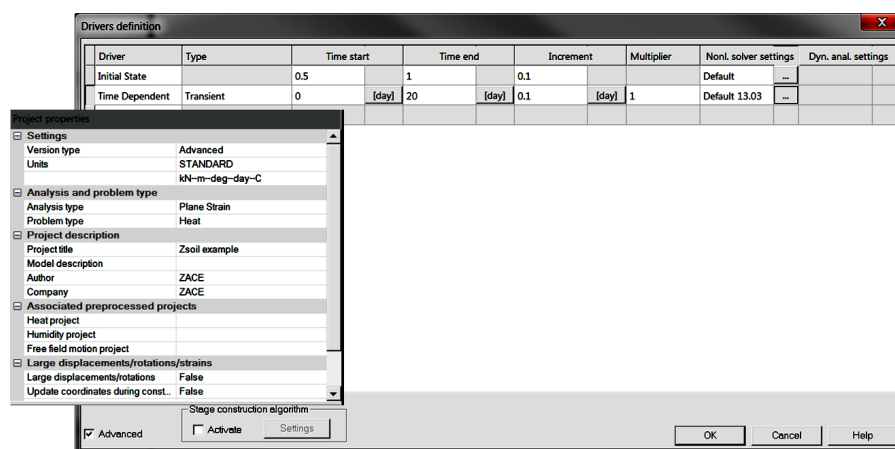 Drivers definition
Driver Type Time start Time end Increment Multiplier Nonl. solver settings Dyn. anal. settings
Initial State 0.5 1 0.1 Default ...
Time Dependent Transient 0 [day] 20 [day] 0.1 [day] 1 Default 13.03 ...
Project properties
Settings
Version type Advanced
Units STANDARD
kN--m--deg--day--C
Analysis and problem type
Analysis type Plane Strain
Problem type Heat
Project description
Project title Zsoil example
Model description
Author ZACE
Company ZACE
Associated preprocessed projects
Heat project
Humidity project
Free field motion project
Large displacements/rotations/strains
Large displacements/rotations False
Update coordinates during const... False
Stage construction algorithm
Advanced Activate Settings OK Cancel Help